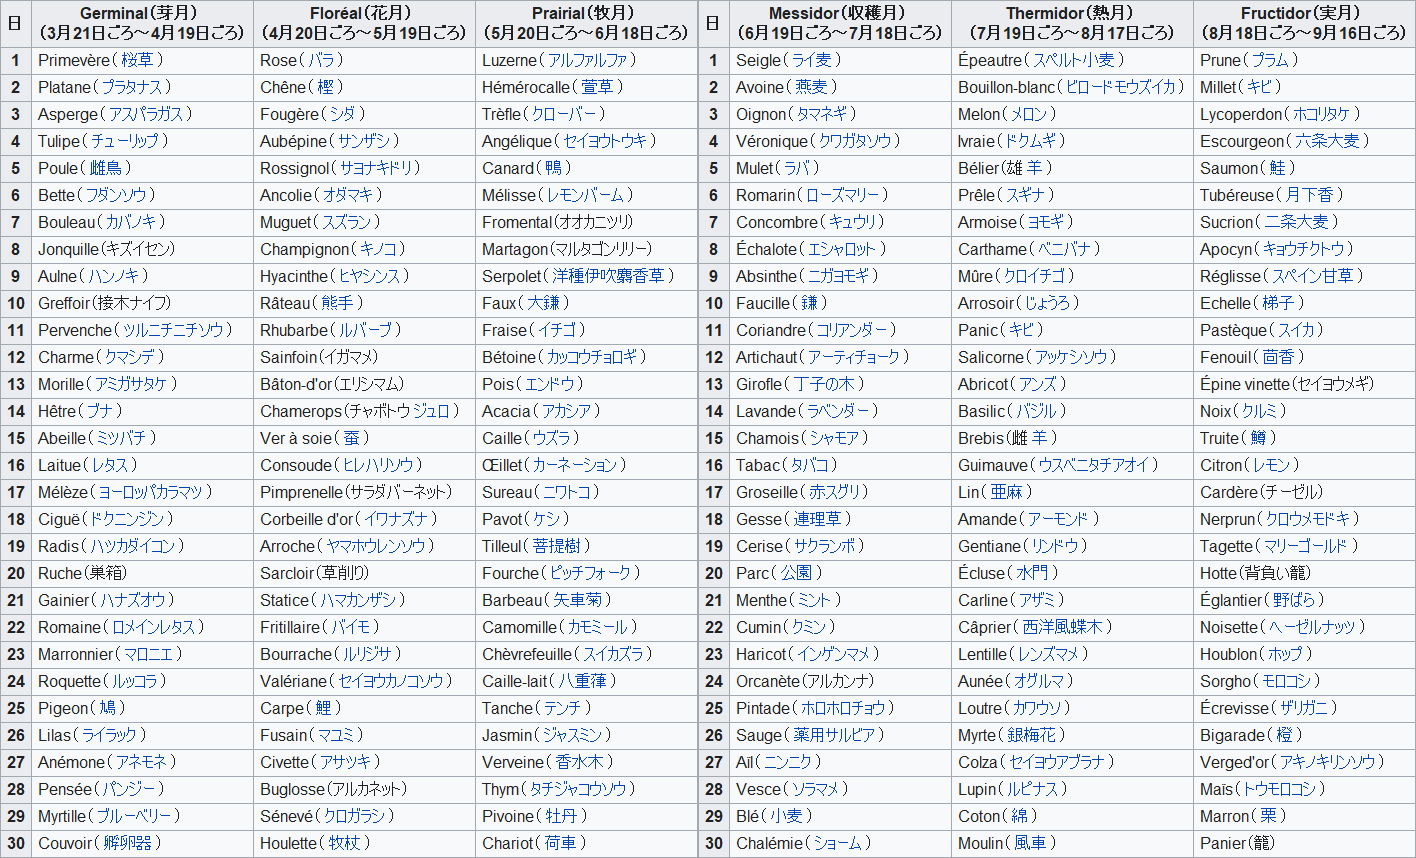 日 Germinal（芽月） Floréal（花月） Prairial（牧月） 日 Messidor（収穫月） Thermidor（熱月） Fructidor（実月）
（3月21日ごろ～4月19日ごろ） （4月20日ごろ～5月19日ごろ） （5月20日ごろ～6月18日ごろ） （6月19日ごろ～7月18日ごろ） （7月19日ごろ～8月17日ごろ） （8月18日ごろ～9月16日ごろ）
1 Primevère（桜草） Rose（バラ） Luzerne（アルファルファ） 1 Seigle（ライ麦） Épeautre（スペルト小麦） Prune（プラム）
2 Platane（プラタナス） Chêne（樫） Hémérocalle（萱草） 2 Avoine（燕麦） Bouillon-blanc（ビロードモウズイカ） Millet（キビ）
3 Asperge（アスパラガス） Fougère（シダ） Trèfle（クローバー） 3 Oignon（タマネギ） Melon（メロン） Lycoperdon（ホコリタケ）
4 Tulipe（チューリップ） Aubépine（サンザシ） Angélique（セイヨウトウキ） 4 Véronique（クワガタソウ） Ivraie（ドクムギ） Escourgeon（六条大麦）
5 Poule（雌鳥） Rossignol（サヨナキドリ） Canard（鴨） 5 Mulet（ラバ） Bélier(雄羊） Saumon（鮭）
6 Bette（フダンソウ） Ancolie（オダマキ） Mélisse（レモンバーム） 6 Romarin（ローズマリー） Prêle（スギナ） Tubéreuse（月下香）
7 Bouleau（カバノキ） Muguet（スズラン） Fromental(オオカニツリ) 7 Concombre（キュウリ） Armoise（ヨモギ） Sucrion（二条大麦）
8 Jonquille(キズイセン) Champignon（キノコ） Martagon(マルタゴンリリー) 8 Échalote（エシャロット） Carthame（ベニバナ） Apocyn（キョウチクトウ）
9 Aulne（ハンノキ） Hyacinthe（ヒヤシンス） Serpolet（洋種伊吹麝香草） 9 Absinthe（ニガヨモギ） Mûre（クロイチゴ） Réglisse（スペイン甘草）
10 Greffoir(接木ナイフ) Râteau（熊手） Faux（大鎌） 10 Faucille（鎌） Arrosoir（じょうろ） Echelle（梯子）
11 Pervenche（ツルニチニチソウ） Rhubarbe（ルバーブ） Fraise（イチゴ） 11 Coriandre（コリアンダー） Panic（キビ） Pastèque（スイカ）
12 Charme（クマシデ） Sainfoin(イガマメ) Bétoine（カッコウチョロギ） 12 Artichaut（アーティチョーク） Salicorne（アッケシソウ） Fenouil（茴香）
13 Morille（アミガサタケ） Bâton-d'or(エリシマム) Pois（エンドウ） 13 Girofle（丁子の木） Abricot（アンズ） Épine vinette(セイヨウメギ)
14 Hêtre（ブナ） Chamerops(チャボトウジュロ） Acacia（アカシア） 14 Lavande（ラベンダー） Basilic（バジル） Noix（クルミ）
15 Abeille（ミツバチ） Ver à soie（蚕） Caille（ウズラ） 15 Chamois（シャモア） Brebis(雌羊） Truite（鱒）
16 Laitue（レタス） Consoude（ヒレハリソウ） Œillet（カーネーション） 16 Tabac（タバコ） Guimauve（ウスベニタチアオイ） Citron（レモン）
17 Mélèze（ヨーロッパカラマツ） Pimprenelle(サラダバーネット) Sureau（ニワトコ） 17 Groseille（赤スグリ） Lin（亜麻） Cardère(チーゼル)
18 Ciguë（ドクニンジン） Corbeille d'or（イワナズナ） Pavot（ケシ） 18 Gesse（連理草） Amande（アーモンド） Nerprun（クロウメモドキ）
19 Radis（ハツカダイコン） Arroche（ヤマホウレンソウ） Tilleul（菩提樹） 19 Cerise（サクランボ） Gentiane（リンドウ） Tagette（マリーゴールド）
20 Ruche(巣箱) Sarcloir(草削り) Fourche（ピッチフォーク） 20 Parc（公園） Écluse（水門） Hotte(背負い籠)
21 Gainier（ハナズオウ） Statice（ハマカンザシ） Barbeau（矢車菊） 21 Menthe（ミント） Carline（アザミ） Églantier（野ばら）
22 Romaine（ロメインレタス） Fritillaire（バイモ） Camomille（カモミール） 22 Cumin（クミン） Câprier（西洋風蝶木） Noisette（ヘーゼルナッツ）
23 Marronnier（マロニエ） Bourrache（ルリジサ） Chèvrefeuille（スイカズラ） 23 Haricot（インゲンマメ） Lentille（レンズマメ） Houblon（ホップ）
24 Roquette（ルッコラ） Valériane（セイヨウカノコソウ） Caille-lait（八重葎） 24 Orcanète(アルカンナ) Aunée（オグルマ） Sorgho（モロコシ）
25 Pigeon（鳩） Carpe（鯉） Tanche（テンチ） 25 Pintade（ホロホロチョウ） Loutre（カワウソ） Écrevisse（ザリガニ）
26 Lilas（ライラック） Fusain（マユミ） Jasmin（ジャスミン） 26 Sauge（薬用サルビア） Myrte（銀梅花） Bigarade（橙）
27 Anémone（アネモネ） Civette（アサツキ） Verveine（香水木） 27 Ail（ニンニク） Colza（セイヨウアブラナ） Verged'or（アキノキリンソウ）
28 Pensée（パンジー） Buglosse(アルカネット) Thym（タチジャコウソウ） 28 Vesce（ソラマメ） Lupin（ルピナス） Maïs（トウモロコシ）
29 Myrtille（ブルーベリー） Sénevé（クロガラシ） Pivoine（牡丹） 29 Blé（小麦） Coton（綿） Marron（栗）
30 Couvoir（孵卵器） Houlette（牧杖） Chariot（荷車） 30 Chalémie（ショーム） Moulin（風車） Panier(籠)